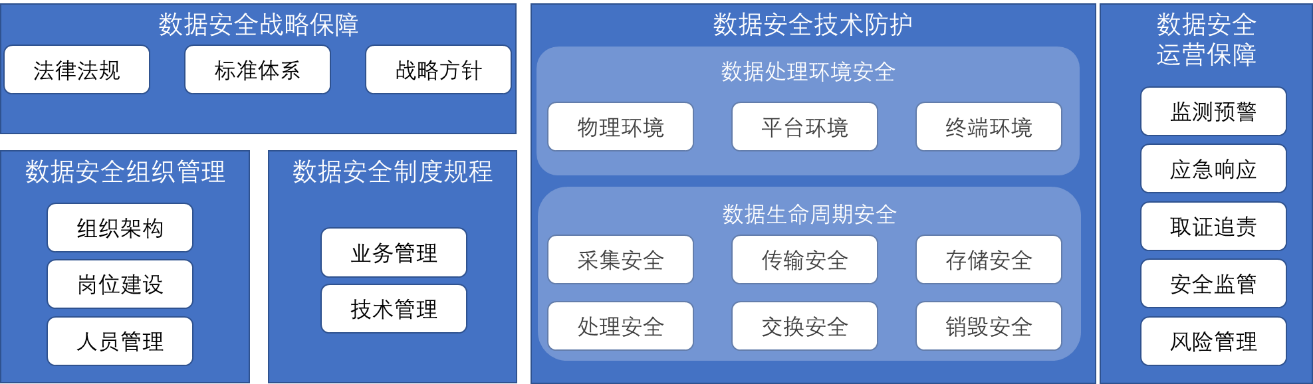 数据安全战略保障
法律法规
标准体系
战略方针
数据安全组织管理
组织架构
岗位建设
人员管理
数据安全制度规程
业务管理
技术管理
数据安全技术防护
数据处理环境安全
物理环境
平台环境
终端环境
数据生命周期安全
采集安全
传输安全
存储安全
处理安全
交换安全
销毁安全
数据安全
运营保障
监测预警
应急响应
取证追责
安全监管
风险管理